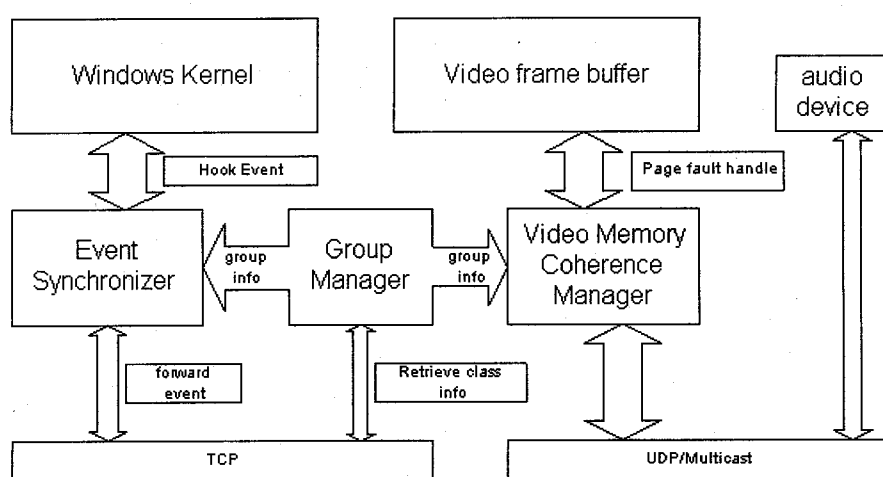 Windows Kernel
Video frame buffer
audio
device
Hook Event
Page fault handle
Event
Synchronizer
group
info
Group
Manager
group
info
Video Memory
Coherence
Manager
forward
event
Retrieve class
info
TCP
UDP/Multicast